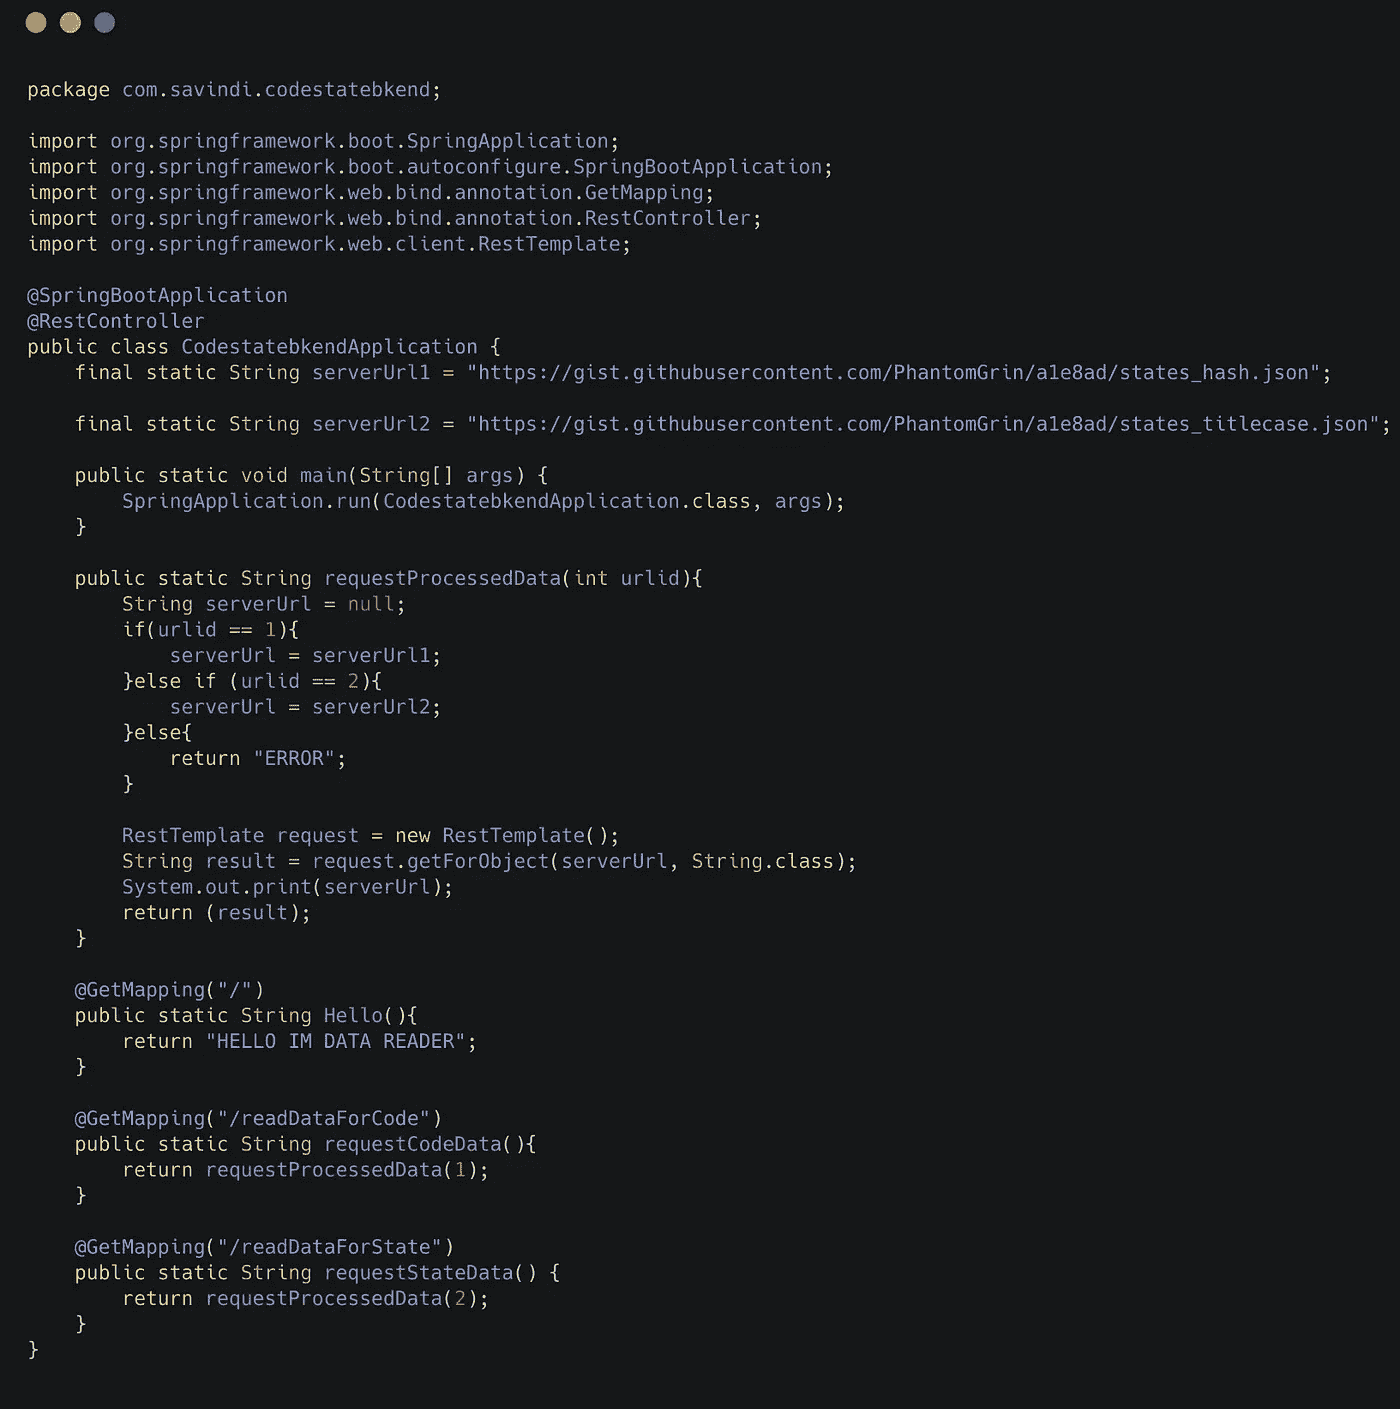 package com.savindi.codestatebkend;
import org.springframework.boot.SpringApplication;
import org.springframework.boot.autoconfigure.SpringBootApplication;
import org.springframework.web.bind.annotation.GetMapping;
import org.springframework.web.bind.annotation.RestController;
import org.springframework.web.client.RestTemplate;
@SpringBootApplication
@RestController
public class CodestatebkendApplication {
    final static String serverUrl1 = "https://gist.githubusercontent.com/PhantomGrin/a1e8ad/states_hash.json";
    final static String serverUrl2 = "https://gist.githubusercontent.com/PhantomGrin/a1e8ad/states_titlecase.json";
    public static void main(String[] args) {
        SpringApplication.run(CodestatebkendApplication.class, args);
    }
    public static String requestProcessedData(int urlid){
        String serverUrl = null;
        if(urlid == 1){
            serverUrl = serverUrl1;
        }else if (urlid == 2){
            serverUrl = serverUrl2;
        }else{
            return "ERROR";
        }
        RestTemplate request = new RestTemplate();
        String result = request.getForObject(serverUrl, String.class);
        System.out.print(serverUrl);
        return (result);
    }
    @GetMapping("/")
    public static String Hello(){
        return "HELLO IM DATA READER";
    }
    @GetMapping("/readDataForCode")
    public static String requestCodeData(){
        return requestProcessedData(1);
    }
    @GetMapping("/readDataForState")
    public static String requestStateData() {
        return requestProcessedData(2);
    }
}